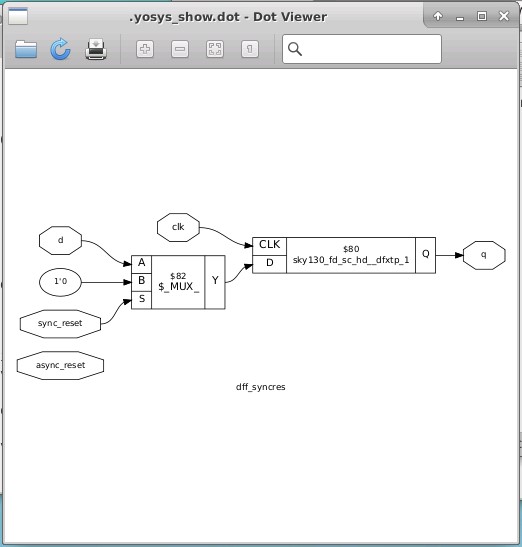 .yosys_show.dot - Dot Viewer
clk
d
CLK
$80
sky130_fd_sc_hd__dfxtp_1
D
Q
q
A
1'0
B
$82
$_MUX_
Y
S
sync_reset
async_reset
dff_syncres